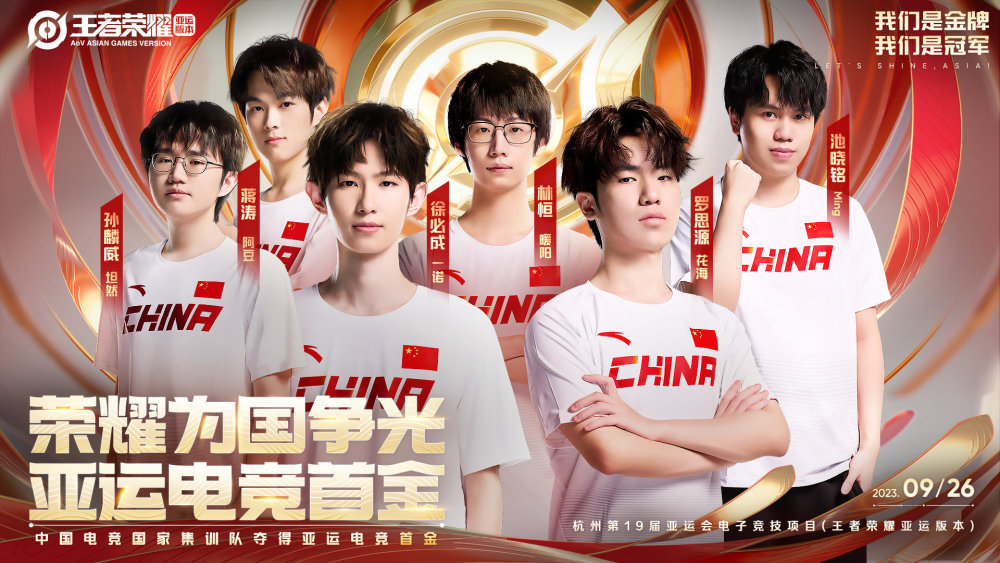 王者荣耀 亚运版本
AoV ASIAN GAMES VERSION
我们是金牌
我们是冠军
LET'S SHINE, ASIA!
孙麟威 坦然
蒋涛 阿豆
徐必成 一诺
林恒 暖阳
罗思源 花海
池晓铭 Ming
CHINA
CHINA
CHINA
CHINA
CHINA
CHINA
荣耀为国争光
亚运电竞首金
中国电竞国家集训队夺得亚运电竞首金
2023. 09/26
杭州第19届亚运会电子竞技项目(王者荣耀亚运版本)